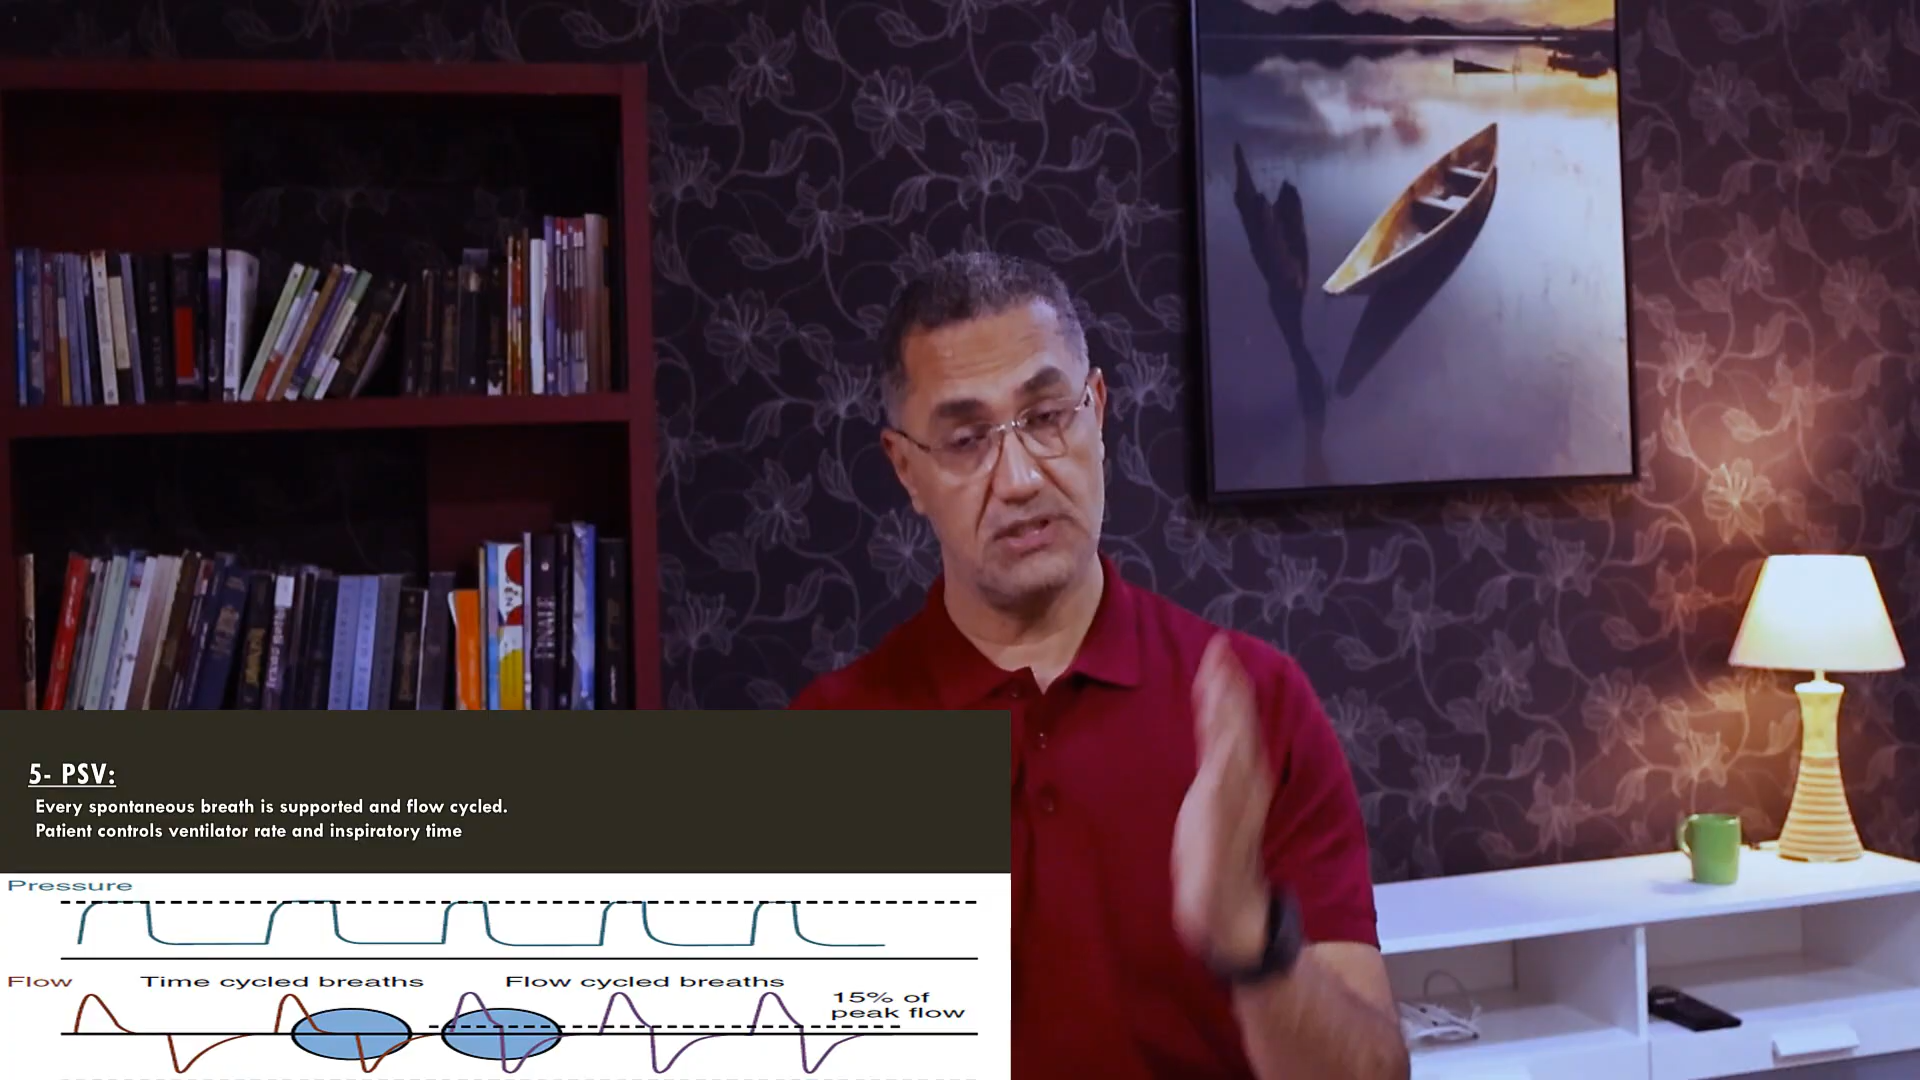 5- PSV:
Every spontaneous breath is supported and flow cycled.
Patient controls ventilator rate and inspiratory time
Pressure
Flow
Time cycled breaths
Flow cycled breaths
15% of
peak flow